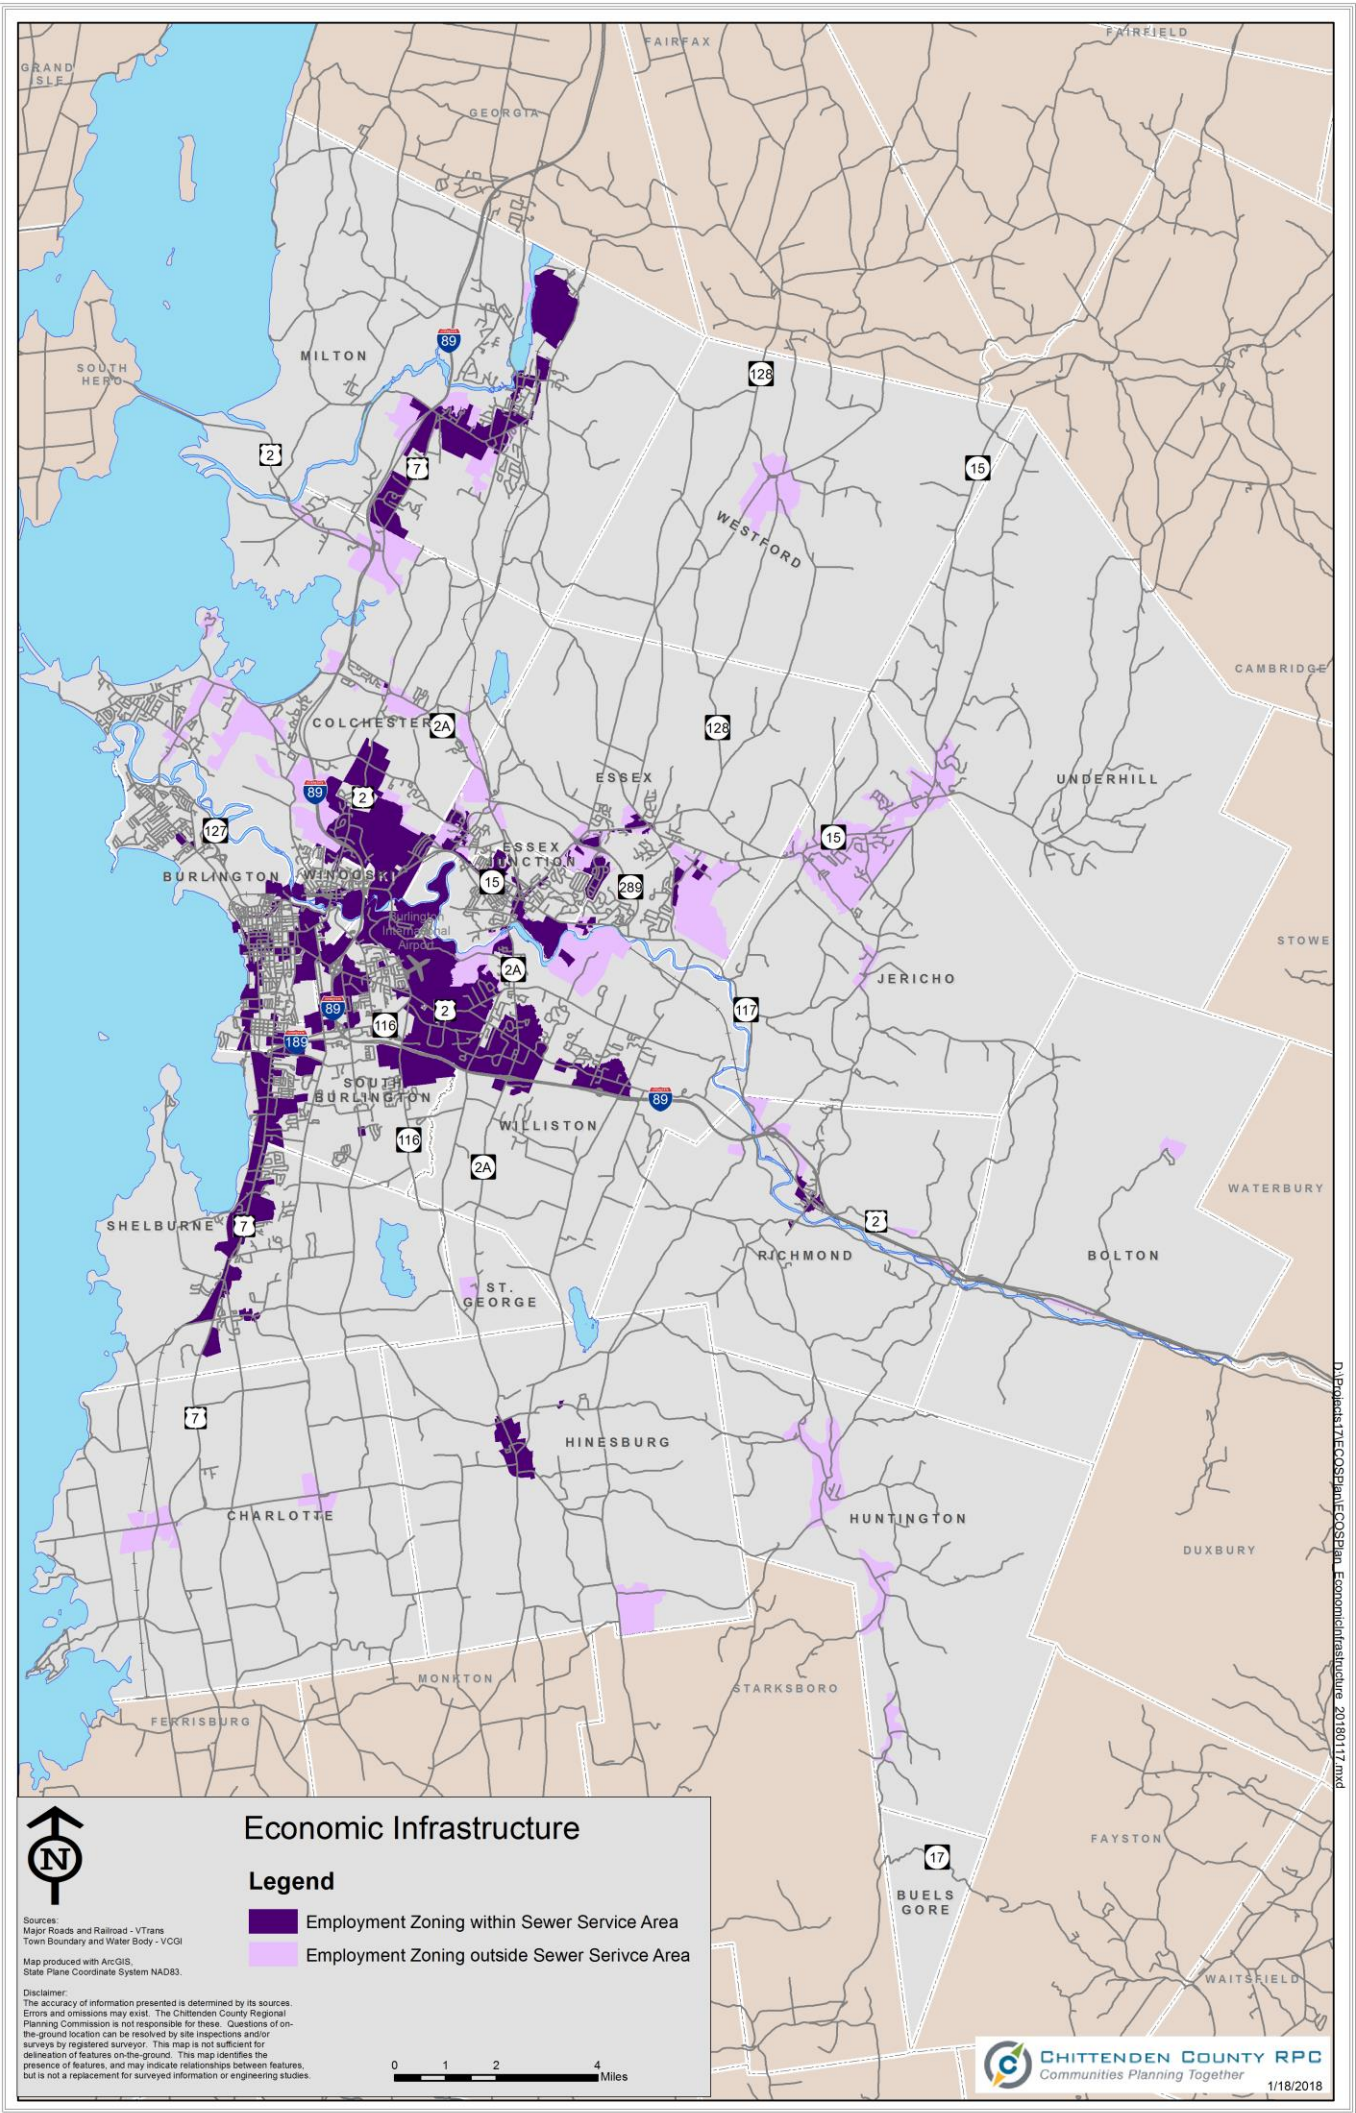 FAIRFAX
FAIRFIELD
GRAND
ISLE
GEORGIA
89
MILTON
SOUTH
HERO
128
2
7
15
WESTFORD
CAMBRIDGE
COLCHESTER
2A
128
ESSEX
UNDERHILL
89
2
127
15
ESSEX
JUNCTION
BURLINGTON
WINOOSKI
15
289
Burlington
International
Airport
STOWE
2A
JERICHO
89
2
117
116
189
SOUTH
BURLINGTON
89
WILLISTON
116
2A
WATERBURY
SHELBURNE
7
2
RICHMOND
BOLTON
ST.
GEORGE
7
HINESBURG
CHARLOTTE
HUNTINGTON
DUXBURY
MONKTON
STARKSBORO
FERRISBURG
D:\Projects17\ECOSPlan\ECOSPlan_EconomicInfrastructure_20180117.mxd
FAYSTON
17
BUELS
GORE
WAITSFIELD
N
Economic Infrastructure
Legend
Employment Zoning within Sewer Service Area
Employment Zoning outside Sewer Serivce Area
Sources:
Major Roads and Railroad - VTrans
Town Boundary and Water Body - VCGI
Map produced with ArcGIS.
State Plane Coordinate System NAD83.
Disclaimer:
The accuracy of information presented is determined by its sources.
Errors and omissions may exist. The Chittenden County Regional
Planning Commission is not responsible for these. Questions of on-
the-ground location can be resolved by site inspections and/or
surveys by registered surveyor. This map is not sufficient for
delineation of features on-the-ground. This map identifies the
presence of features, and may indicate relationships between features,
but is not a replacement for surveyed information or engineering studies.
0 1 2 4
Miles
CHITTENDEN COUNTY RPC
Communities Planning Together
1/18/2018